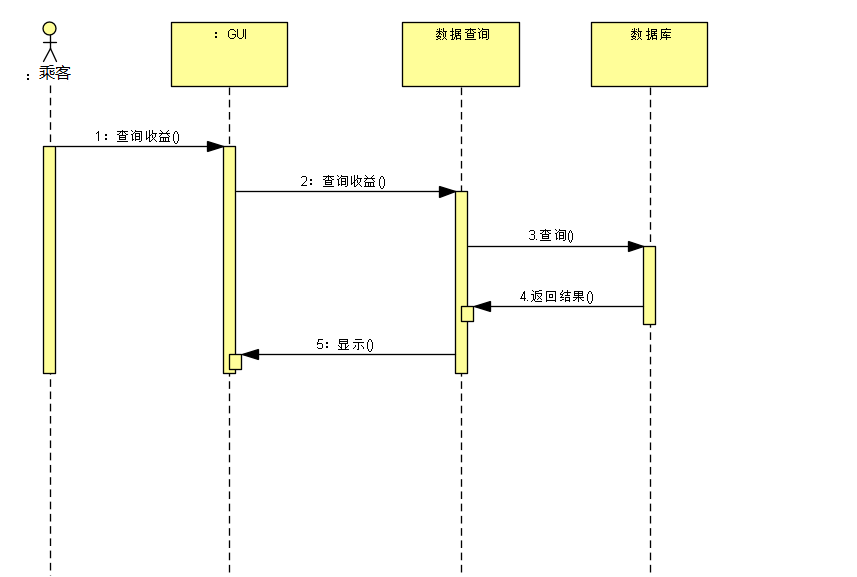 ：GUI
数据查询
数据库
：乘客
1：查询收益()
2：查询收益()
3.查询()
4.返回结果()
5：显示()